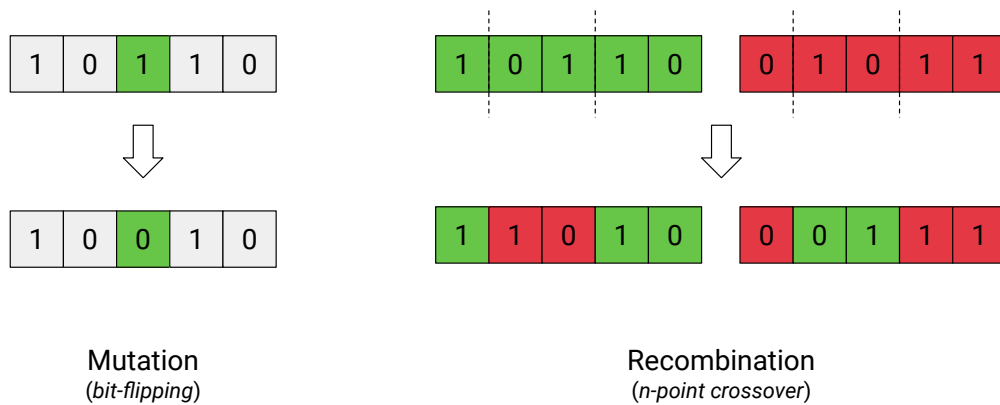 1 0 1 1 0
1 0 0 1 0
Mutation
(bit-flipping)
1 0 1 1 0 0 1 0 1 1
1 1 0 1 0 0 0 1 1 1
Recombination
(n-point crossover)